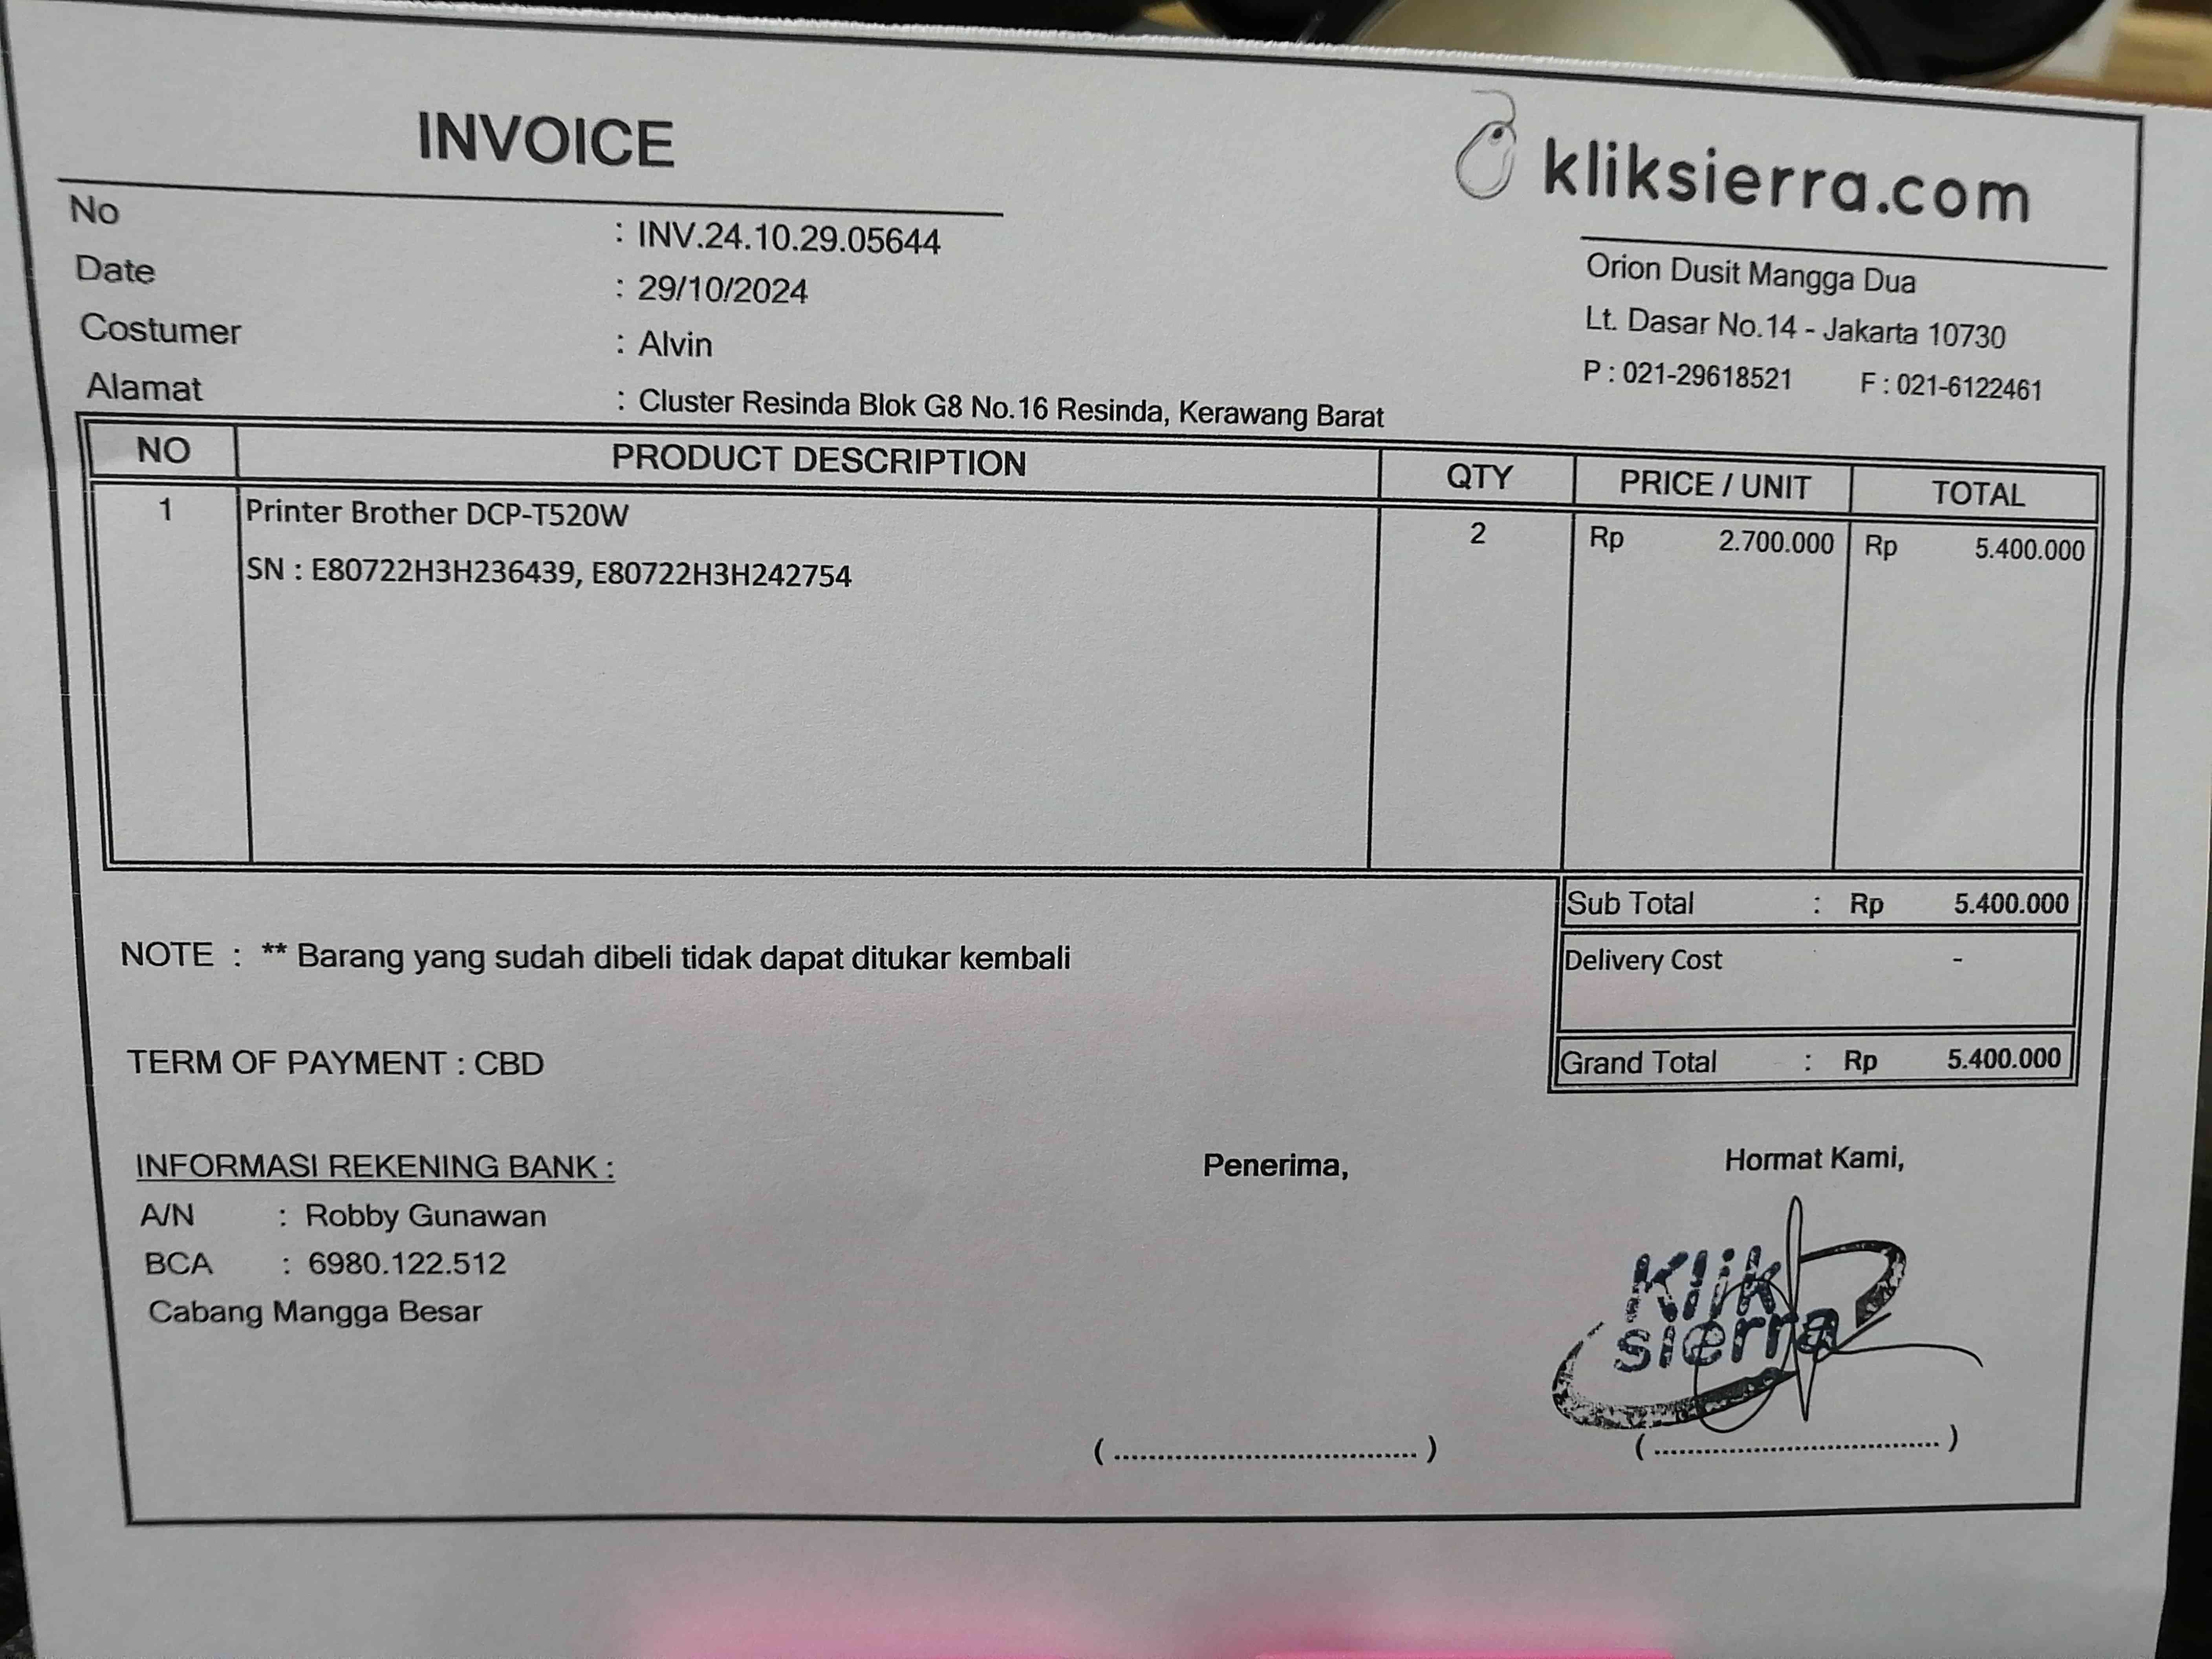 INVOICE
kliksierra.com
Orion Dusit Mangga Dua
Lt. Dasar No.14 - Jakarta 10730
P : 021-29618521 F : 021-6122461
No : INV.24.10.29.05644
Date : 29/10/2024
Costumer : Alvin
Alamat : Cluster Resinda Blok G8 No.16 Resinda, Kerawang Barat
NO PRODUCT DESCRIPTION QTY PRICE / UNIT TOTAL
1 Printer Brother DCP-T520W 2 Rp 2.700.000 Rp 5.400.000
SN : E80722H3H236439, E80722H3H242754
Sub Total : Rp 5.400.000
NOTE : ** Barang yang sudah dibeli tidak dapat ditukar kembali
Delivery Cost -
TERM OF PAYMENT : CBD
Grand Total : Rp 5.400.000
INFORMASI REKENING BANK :
A/N : Robby Gunawan
BCA : 6980.122.512
Cabang Mangga Besar
Penerima,
Hormat Kami,
Klik
sierra
( ................................ ) ( ................................ )